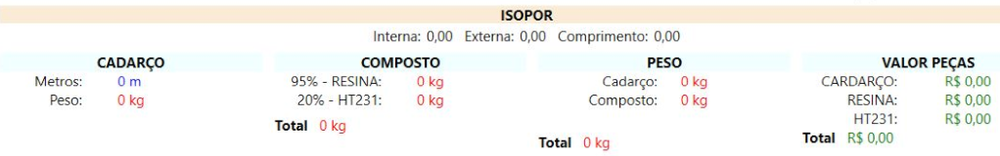 ISOPOR
Interna: 0,00 Externa: 0,00 Comprimento: 0,00
CADARÇO
Metros: 0 m
Peso: 0 kg
COMPOSTO
95% - RESINA: 0 kg
20% - HT231: 0 kg
Total 0 kg
PESO
Cadarço: 0 kg
Composto: 0 kg
Total 0 kg
VALOR PEÇAS
CARDARÇO: R$ 0,00
RESINA: R$ 0,00
HT231: R$ 0,00
Total R$ 0,00